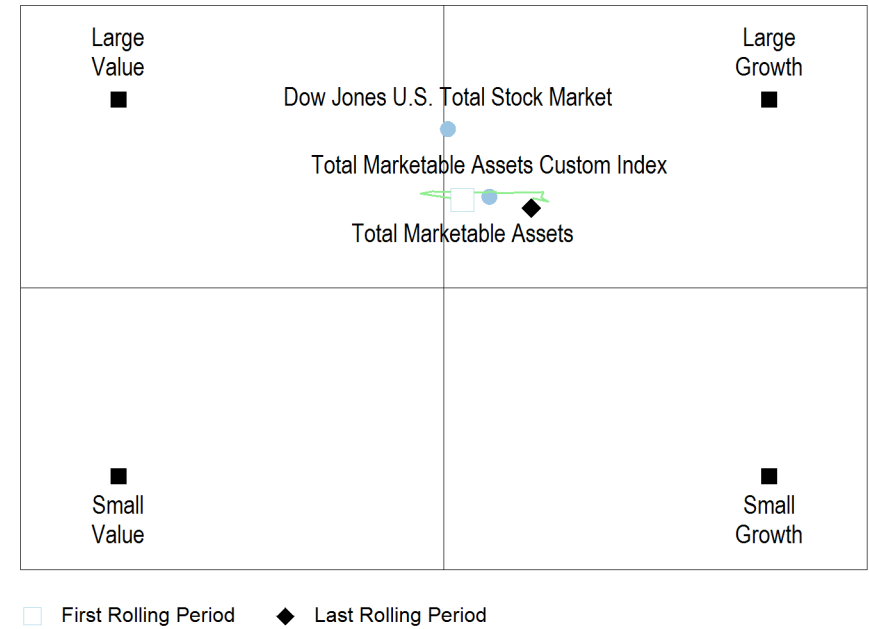 Large
Value
Large
Growth
Dow Jones U.S. Total Stock Market
Total Marketable Assets Custom Index
Total Marketable Assets
Small
Value
Small
Growth
First Rolling Period
Last Rolling Period